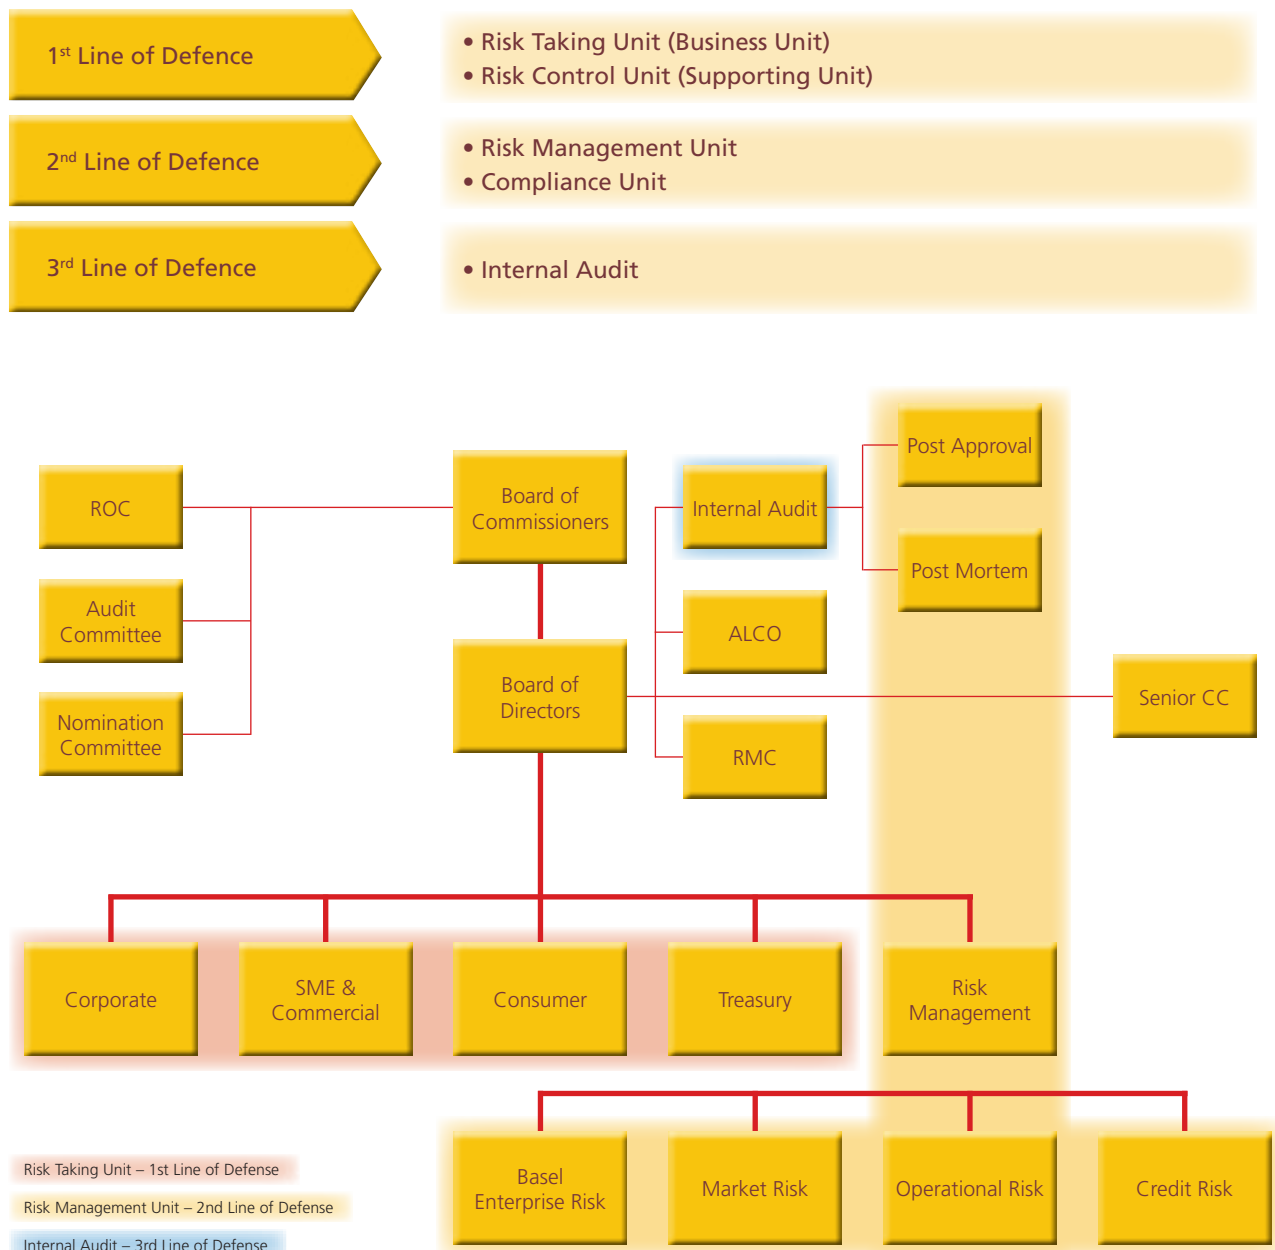 1st Line of Defence
• Risk Taking Unit (Business Unit)
• Risk Control Unit (Supporting Unit)
2nd Line of Defence
• Risk Management Unit
• Compliance Unit
3rd Line of Defence
• Internal Audit
Post Approval
Board of
Commissioners
ROC
Internal Audit
Post Mortem
Audit
Committee
ALCO
Board of
Directors
Senior CC
Nomination
Committee
RMC
Corporate
SME &
Commercial
Consumer
Treasury
Risk
Management
Basel
Enterprise Risk
Market Risk
Operational Risk
Credit Risk
Risk Taking Unit – 1st Line of Defense
Risk Management Unit – 2nd Line of Defense
Internal Audit – 3rd Line of Defense